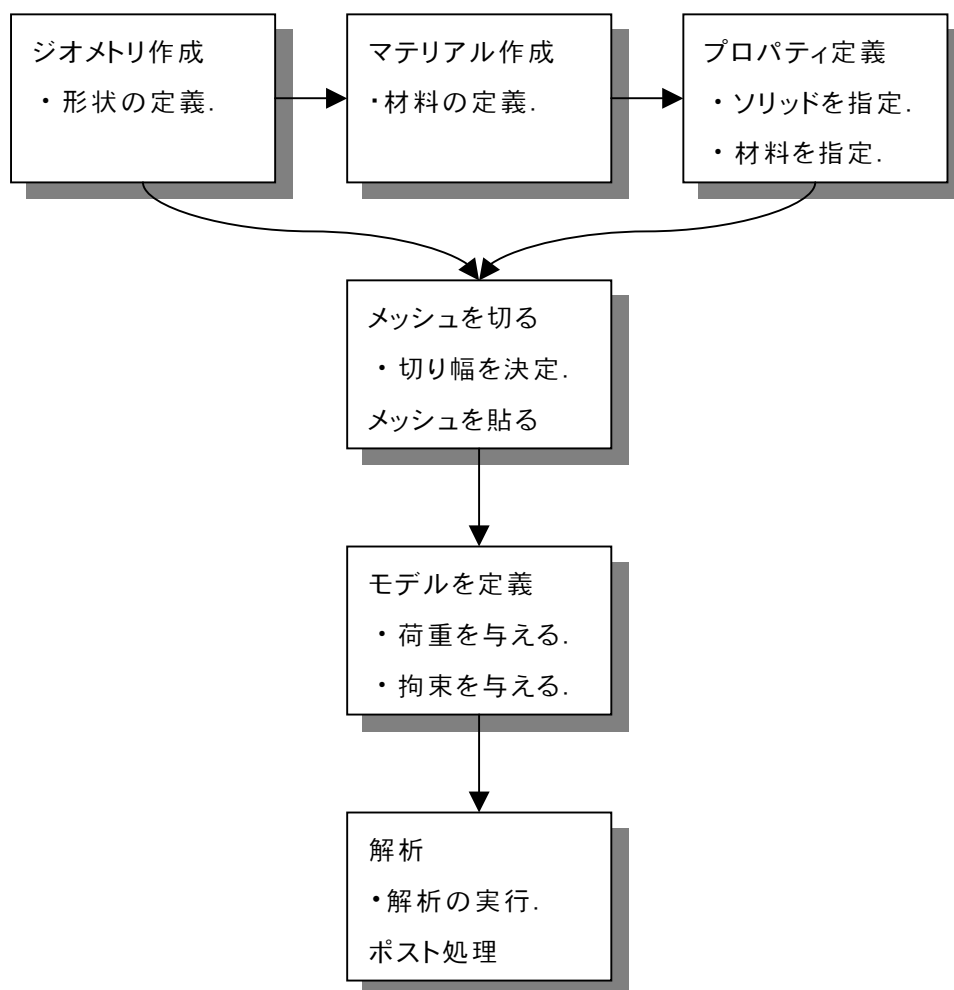 ジオメトリ作成
・形状の定義.
マテリアル作成
・材料の定義.
プロパティ定義
・ソリッドを指定.
・材料を指定.
メッシュを切る
・切り幅を決定.
メッシュを貼る
モデルを定義
・荷重を与える.
・拘束を与える.
解析
・解析の実行.
ポスト処理